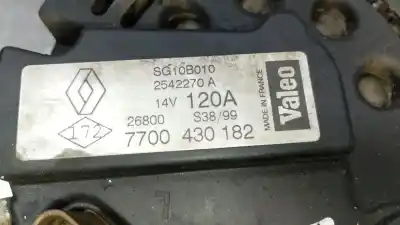 SG10B010
2542270 A
14V 120A
26800 S38/99
172 7700 430 182
Valeo
MADE IN FRANCE